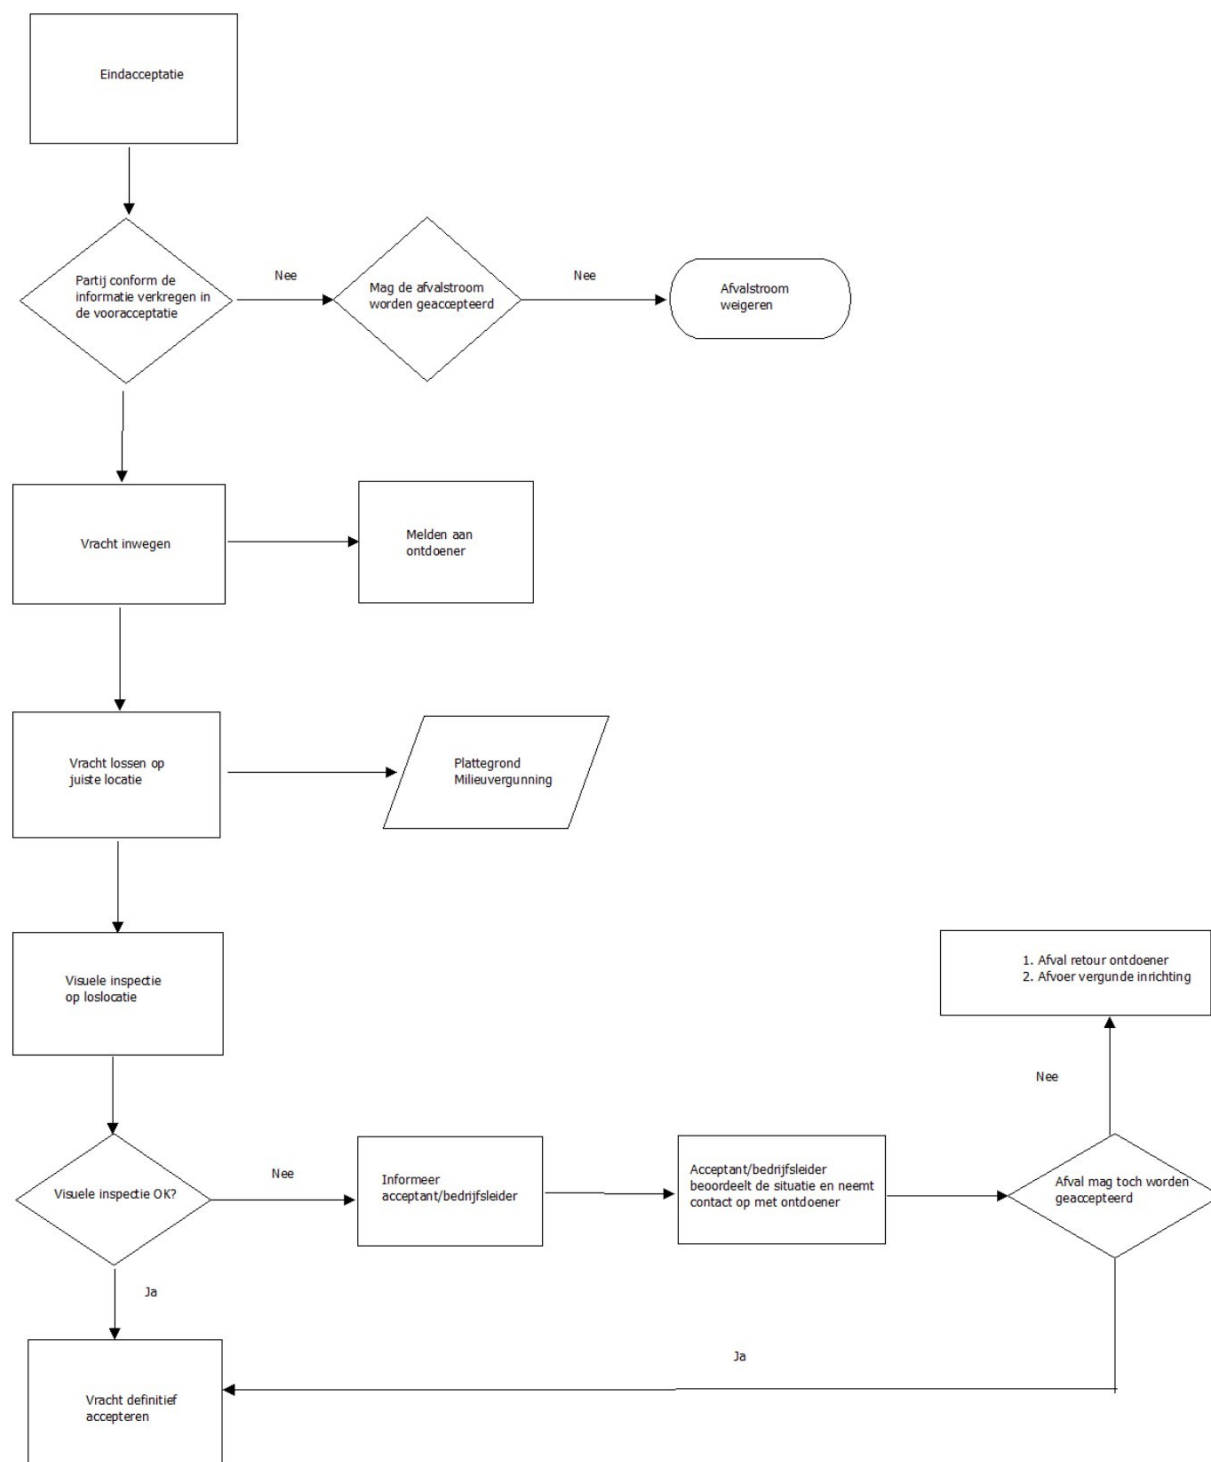 Eindacceptatie
Partij conform de
informatie verkregen in
de vooracceptatie
Nee
Mag de afvalstroom
worden geaccepteerd
Nee
Afvalstroom
weigeren
Vracht inwegen
Melden aan
ontdoener
Vracht lossen op
juiste locatie
Plattegrond
Milieuvergunning
Visuele inspectie
op loslocatie
1. Afval retour ontdoener
2. Afvoer vergunde inrichting
Nee
Visuele inspectie OK?
Nee
Informeer
acceptant/bedrijfsleider
Acceptant/bedrijfsleider
beoordeelt de situatie en neemt
contact op met ontdoener
Afval mag toch worden
geaccepteerd
Ja
Ja
Vracht definitief
accepteren